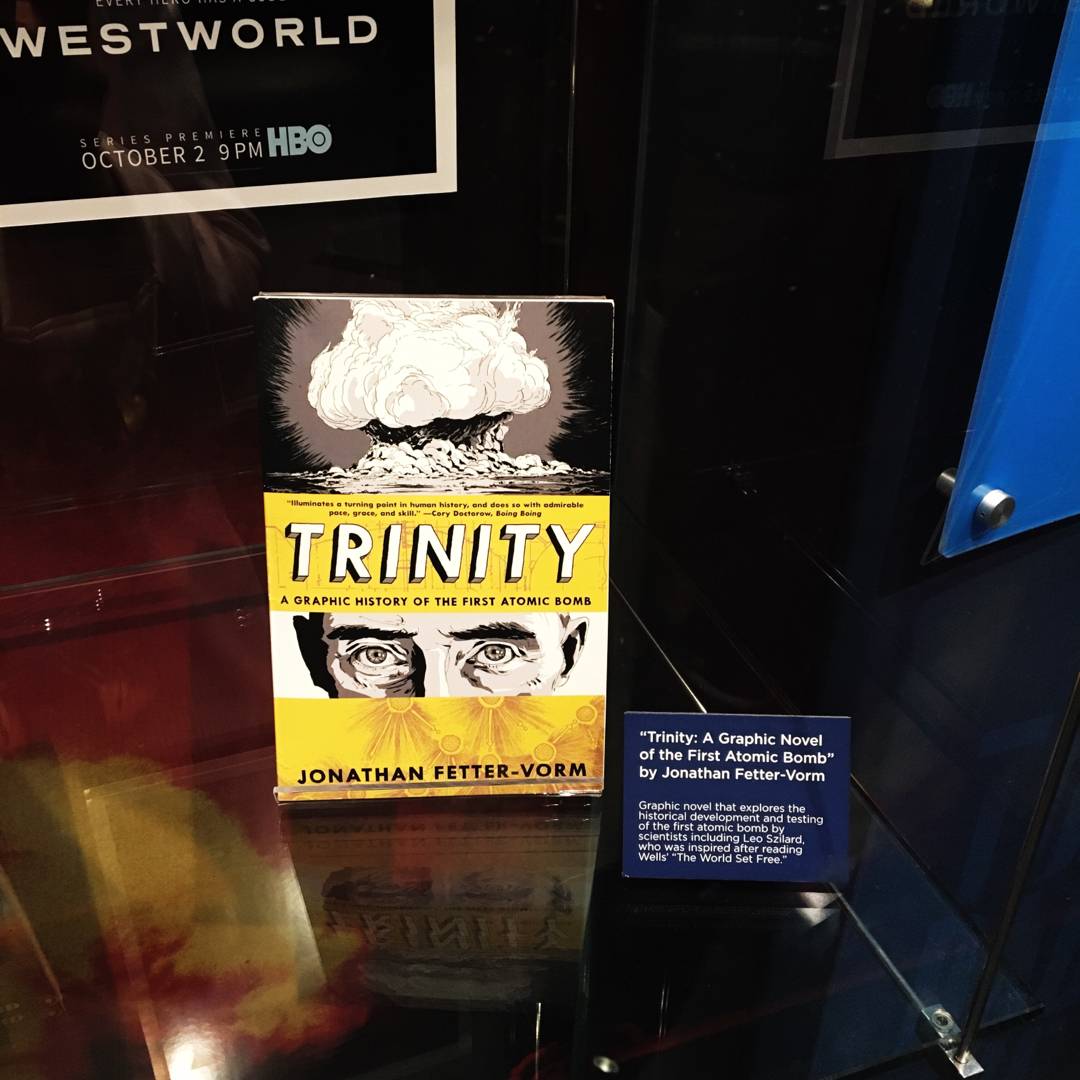 WESTWORLD
SERIES PREMIERE
OCTOBER 2 9PM HBO
"Illuminates a turning point in human history, and does so with admirable
pace, grace, and skill." —Cory Doctorow, Boing Boing
TRINITY
A GRAPHIC HISTORY OF THE FIRST ATOMIC BOMB
JONATHAN FETTER-VORM
"Trinity: A Graphic Novel
of the First Atomic Bomb"
by Jonathan Fetter-Vorm
Graphic novel that explores the
historical development and testing
of the first atomic bomb by
scientists including Leo Szilard,
who was inspired after reading
Wells' "The World Set Free."